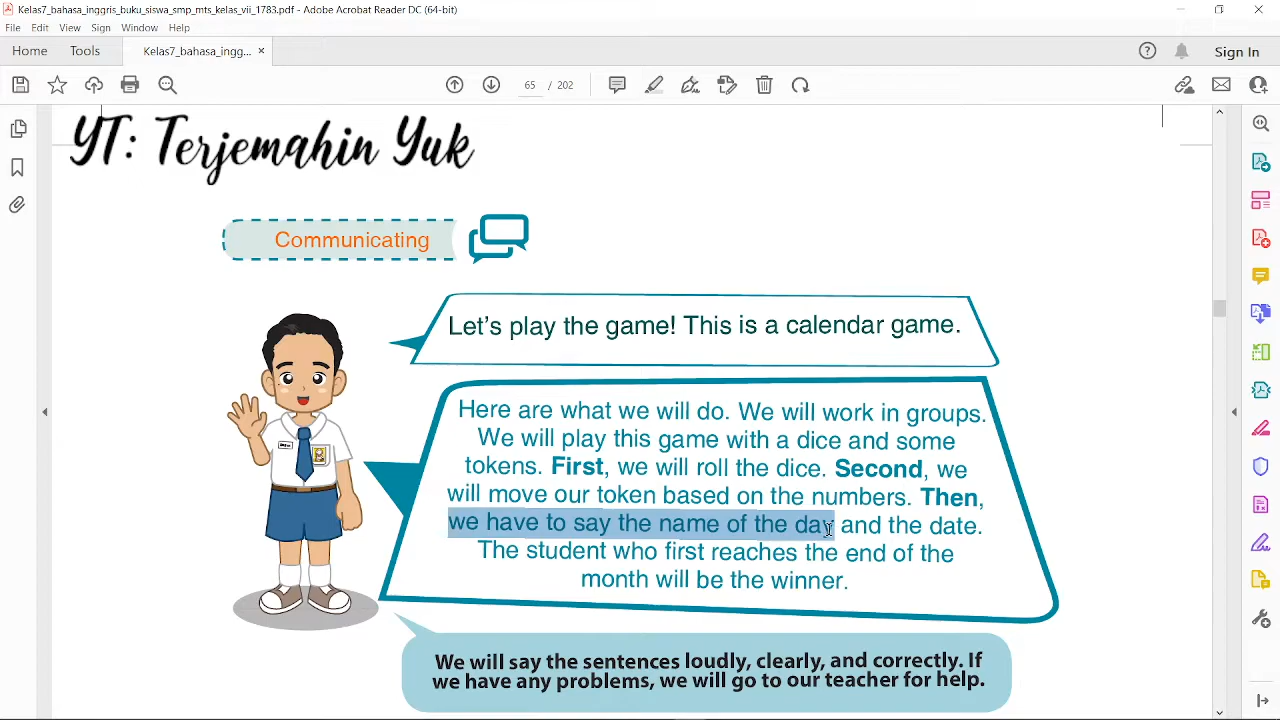 Kelas7_bahasa_inggris_buku_siswa_smp_mts_kelas_vii_1783.pdf - Adobe Acrobat Reader DC (64-bit)
File Edit View Sign Window Help
Home Tools Kelas7_bahasa_ingg... × Sign In
65 / 202
YT: Terjemahin Yuk
Communicating
Let's play the game! This is a calendar game.
Here are what we will do. We will work in groups.
We will play this game with a dice and some
tokens. First, we will roll the dice. Second, we
will move our token based on the numbers. Then,
we have to say the name of the day and the date.
The student who first reaches the end of the
month will be the winner.
We will say the sentences loudly, clearly, and correctly. If
we have any problems, we will go to our teacher for help.